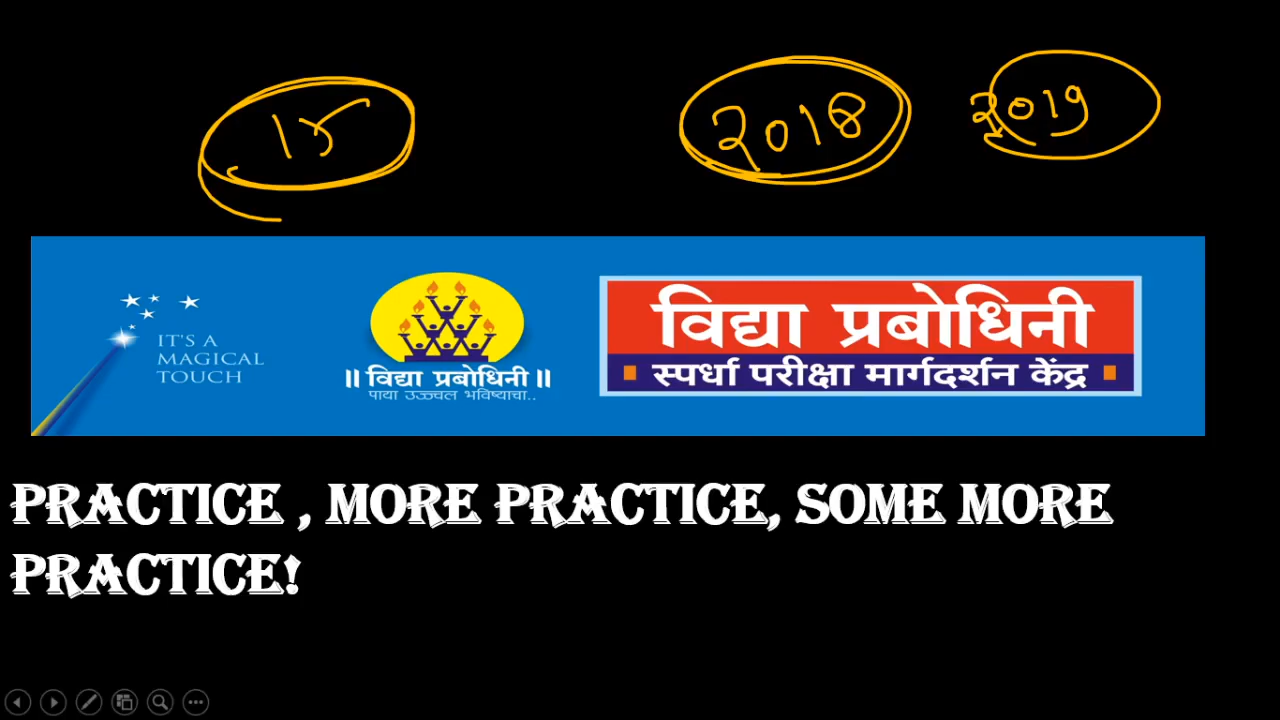 15
2018
2019
IT'S A
MAGICAL
TOUCH
॥ विद्या प्रबोधिनी ॥
पाया उज्ज्वल भविष्याचा..
विद्या प्रबोधिनी
स्पर्धा परीक्षा मार्गदर्शन केंद्र
PRACTICE , MORE PRACTICE, SOME MORE
PRACTICE!